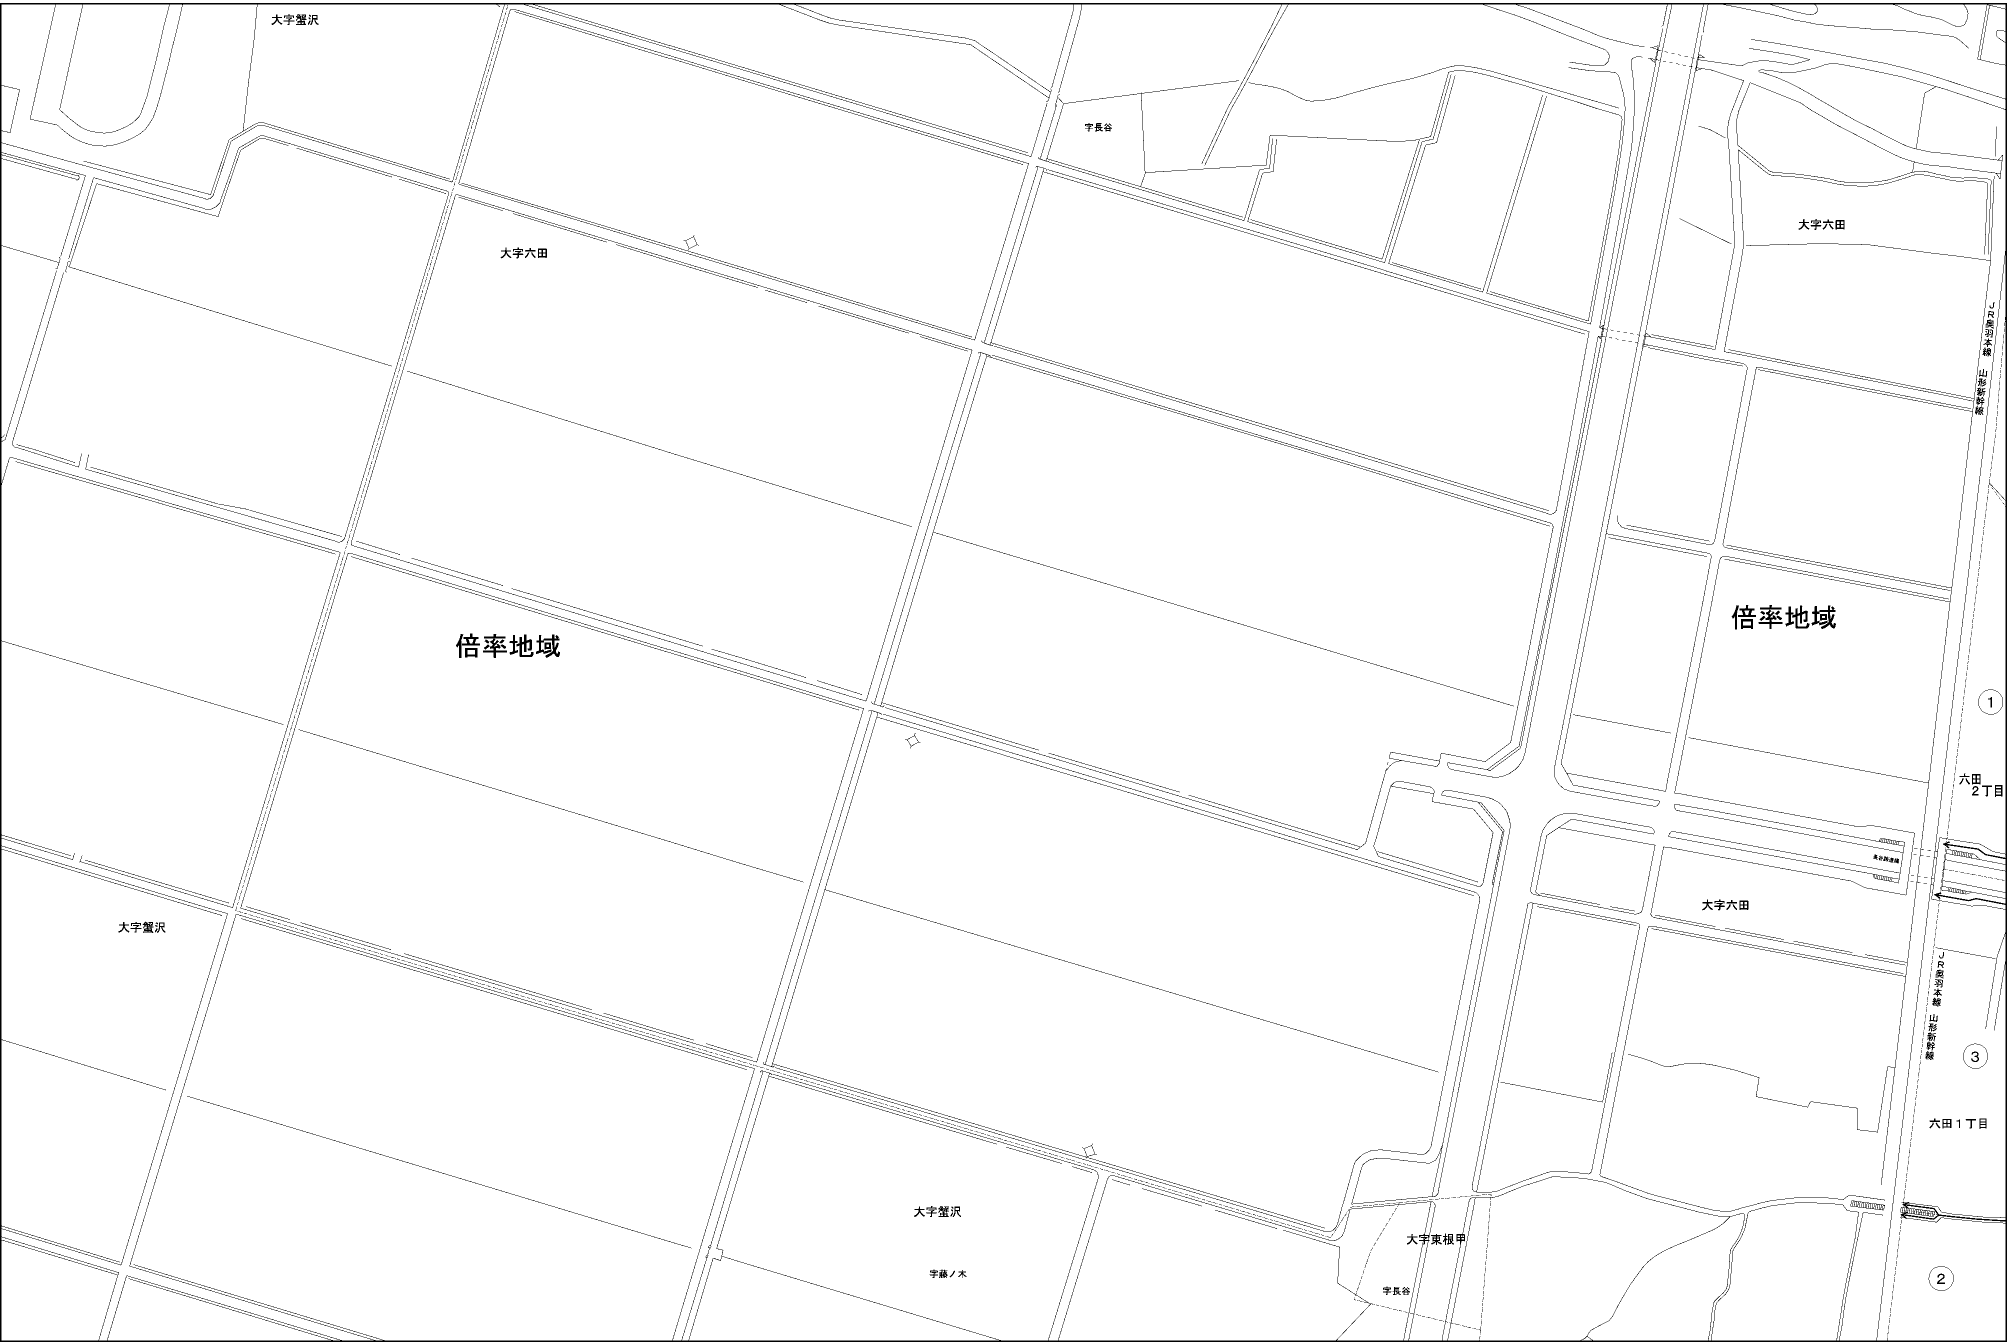 大字蟹沢
字長谷
大字六田
大字六田
JR奥羽本線 山形新幹線
倍率地域
倍率地域
1
六田
2丁目
大字六田
大字蟹沢
JR奥羽本線 山形新幹線
3
六田1丁目
大字蟹沢
大字東根甲
字藤ノ木
2
字長谷